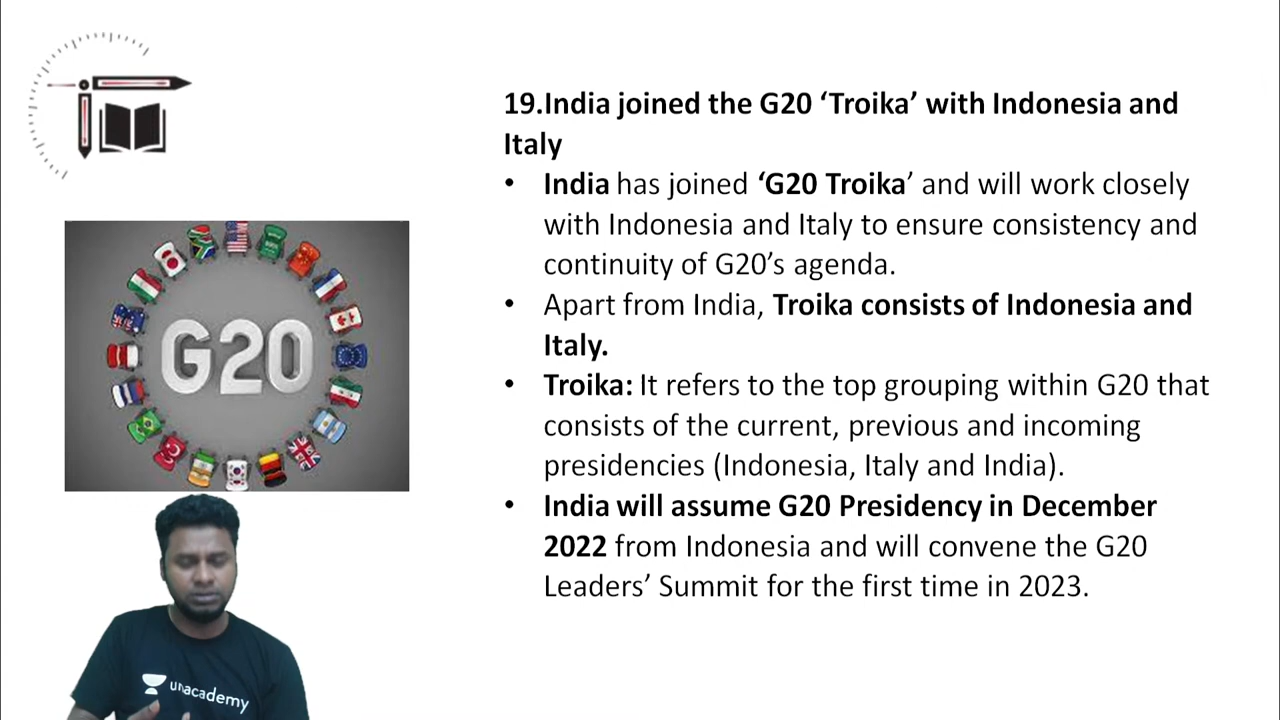 19.India joined the G20 ‘Troika’ with Indonesia and
Italy
• India has joined ‘G20 Troika’ and will work closely
with Indonesia and Italy to ensure consistency and
continuity of G20’s agenda.
• Apart from India, Troika consists of Indonesia and
Italy.
• Troika: It refers to the top grouping within G20 that
consists of the current, previous and incoming
presidencies (Indonesia, Italy and India).
• India will assume G20 Presidency in December
2022 from Indonesia and will convene the G20
Leaders’ Summit for the first time in 2023.
G20
unacademy